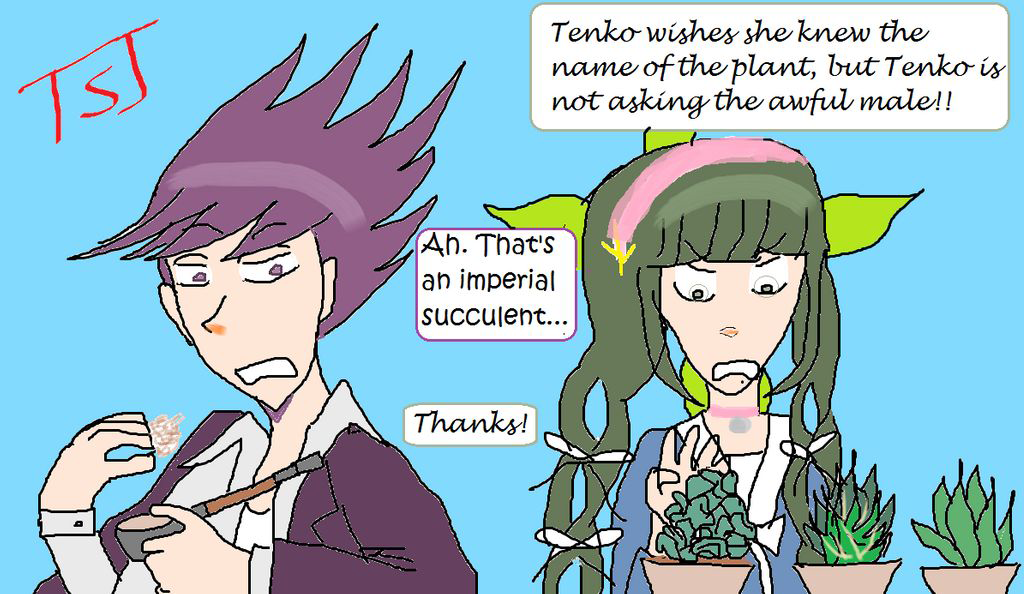 TSJ
Tenko wishes she knew the
name of the plant, but Tenko is
not asking the awful male!!
Ah. That's
an imperial
succulent...
Thanks!